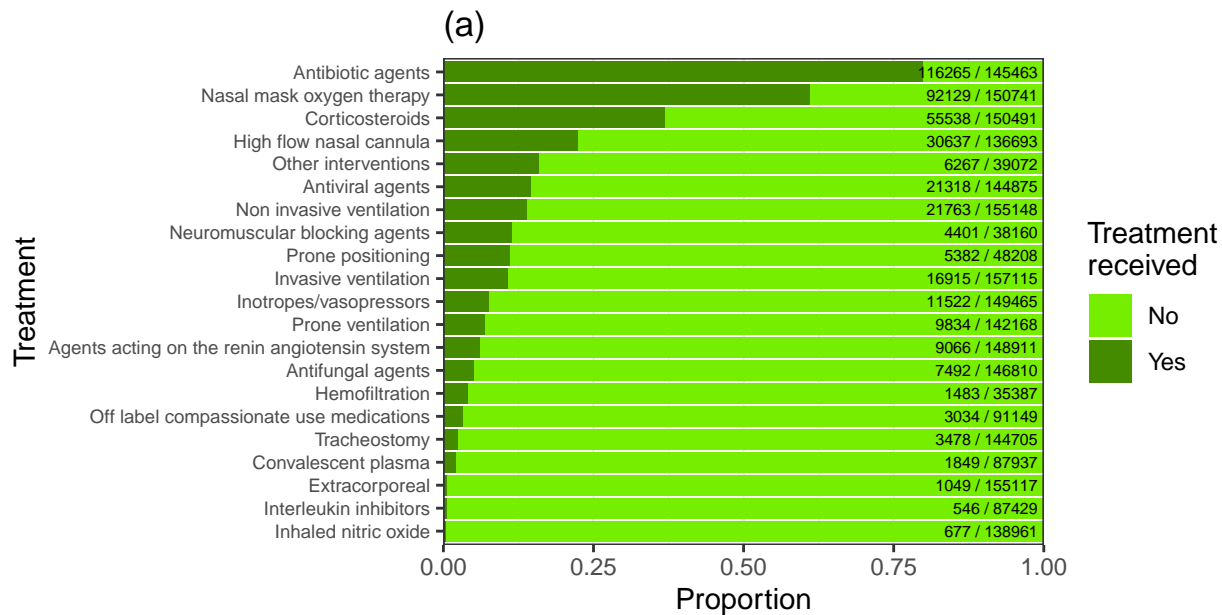 (a)
Treatment
Antibiotic agents 116265 / 145463
Nasal mask oxygen therapy 92129 / 150741
Corticosteroids 55538 / 150491
High flow nasal cannula 30637 / 136693
Other interventions 6267 / 39072
Antiviral agents 21318 / 144875
Non invasive ventilation 21763 / 155148
Neuromuscular blocking agents 4401 / 38160
Prone positioning 5382 / 48208
Invasive ventilation 16915 / 157115
Inotropes/vasopressors 11522 / 149465
Prone ventilation 9834 / 142168
Agents acting on the renin angiotensin system 9066 / 148911
Antifungal agents 7492 / 146810
Hemofiltration 1483 / 35387
Off label compassionate use medications 3034 / 91149
Tracheostomy 3478 / 144705
Convalescent plasma 1849 / 87937
Extracorporeal 1049 / 155117
Interleukin inhibitors 546 / 87429
Inhaled nitric oxide 677 / 138961
0.00 0.25 0.50 0.75 1.00
Proportion
Treatment
received
No
Yes